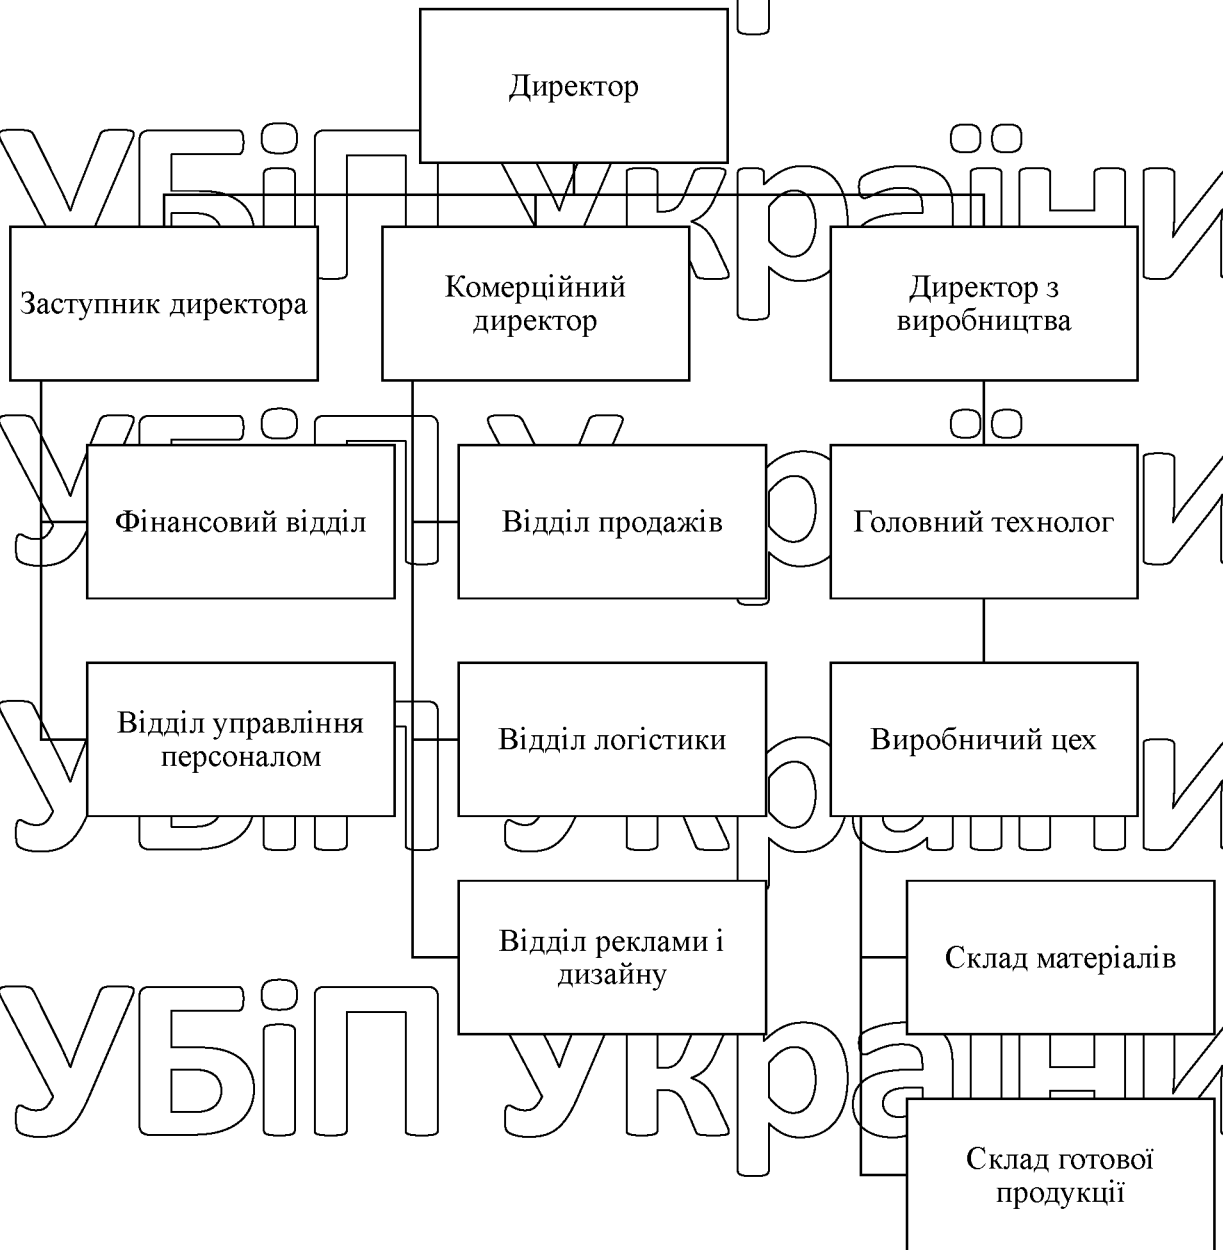 Директор
Заступник директора
Комерційний
директор
Директор з
виробництва
Фінансовий відділ
Відділ продажів
Головний технолог
Відділ управління
персоналом
Відділ логістики
Виробничий цех
Відділ реклами і
дизайну
Склад матеріалів
Склад готової
продукції
УБіП України
УБіП України
УБіП України
УБіП України